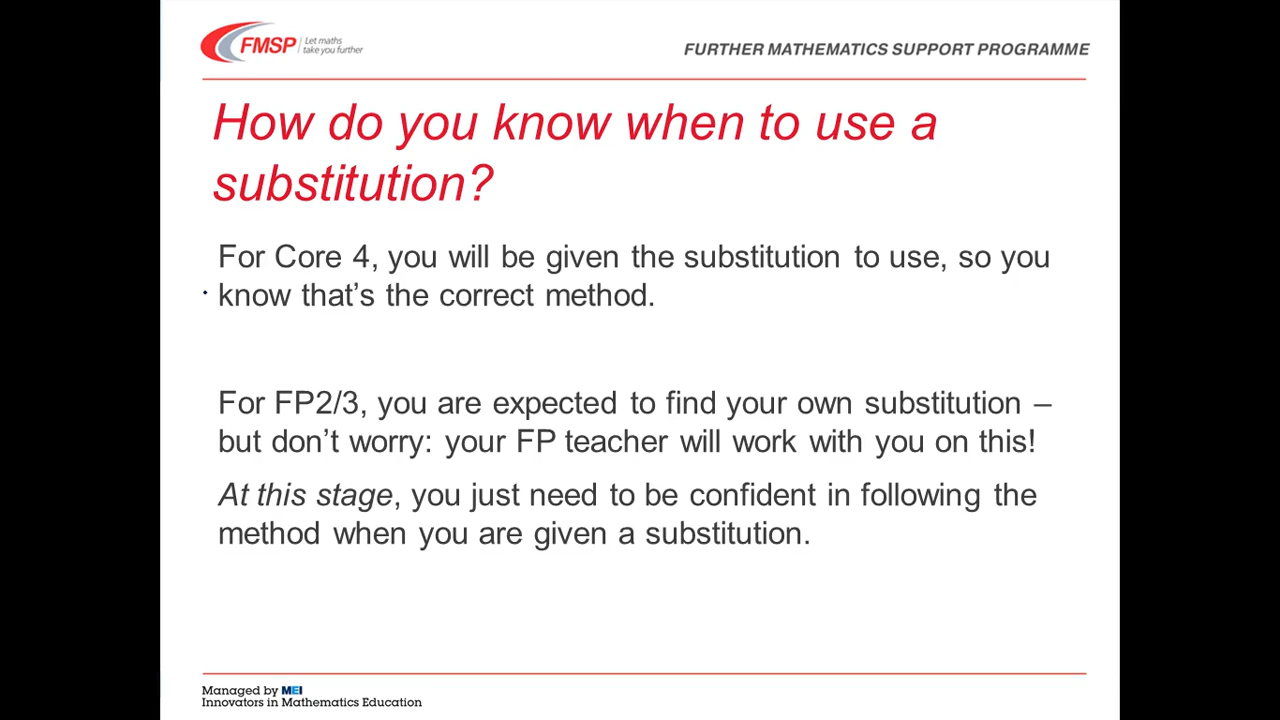 FMSP
Let maths
take you further
FURTHER MATHEMATICS SUPPORT PROGRAMME
How do you know when to use a
substitution?
For Core 4, you will be given the substitution to use, so you
know that’s the correct method.
For FP2/3, you are expected to find your own substitution –
but don’t worry: your FP teacher will work with you on this!
At this stage, you just need to be confident in following the
method when you are given a substitution.
Managed by MEI
Innovators in Mathematics Education